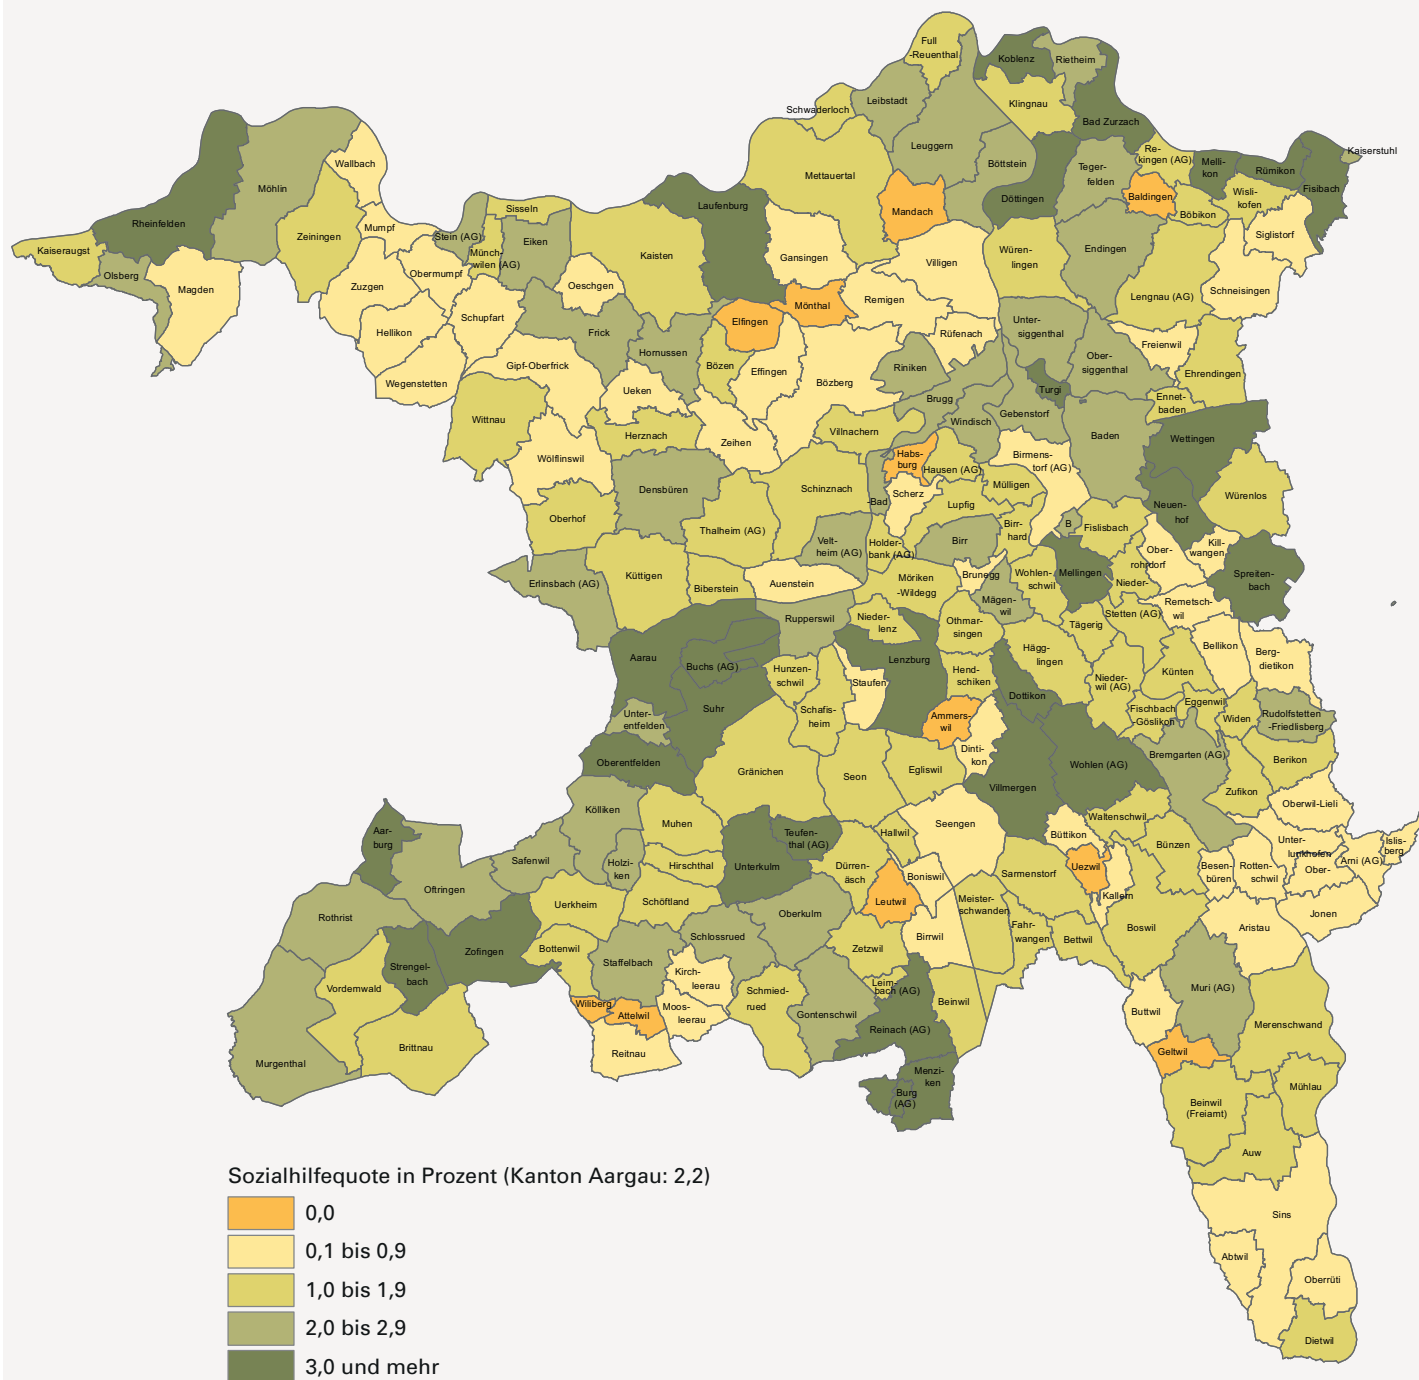 Full
-Reuenthal
Koblenz
Rietheim
Schwaderloch
Leibstadt
Klingnau
Bad Zurzach
Leuggern
Kaiserstuhl
Re-
kingen (AG)
Melli-
kon
Rümikon
Fisibach
Wallbach
Böttstein
Teger-
felden
Mettauertal
Möhlin
Wisli-
kofen
Baldingen
Döttingen
Böbikon
Laufenburg
Mandach
Sisseln
Rheinfelden
Mumpf
Zeiningen
Stein (AG)
Eiken
Siglistorf
Kaiseraugst
Münch-
wilen (AG)
Würen-
lingen
Endingen
Kaisten
Gansingen
Villigen
Olsberg
Obermumpf
Magden
Zuzgen
Oeschgen
Schneisingen
Lengnau (AG)
Mönthal
Remigen
Schupfart
Elfingen
Unter-
siggenthal
Hellikon
Frick
Rüfenach
Freienwil
Hornussen
Ober-
siggenthal
Gipf-Oberfrick
Bözen
Effingen
Riniken
Ehrendingen
Wegenstetten
Bözberg
Ueken
Turgi
Brugg
Ennet-
baden
Gebenstorf
Wittnau
Windisch
Herznach
Zeihen
Villnachern
Baden
Wettingen
Habs-
burg
Birmens-
torf (AG)
Wölflinswil
Hausen (AG)
Densbüren
Schinznach
-Bad
Scherz
Mülligen
Würenlos
Lupfig
Neuen-
hof
Oberhof
Thalheim (AG)
Birr-
hard
B
Fislisbach
Velt-
heim (AG)
Holder-
bank (AG)
Birr
Kill-
wangen
Ober-
rohrdorf
Erlinsbach (AG)
Küttigen
Biberstein
Auenstein
Möriken
-Wildegg
Brunegg
Wohlen-
schwil
Mellingen
Nieder-
Spreiten-
bach
Mägen-
wil
Remetsch-
wil
Rupperswil
Nieder-
lenz
Othmar-
singen
Tägerig
Stetten (AG)
Bellikon
Berg-
dietikon
Aarau
Buchs (AG)
Hunzen-
schwil
Lenzburg
Hägg-
lingen
Hend-
schiken
Künten
Staufen
Nieder-
wil (AG)
Dottikon
Suhr
Schafis-
heim
Ammers-
wil
Fischbach
-Göslikon
Eggenwil
Widen
Rudolfstetten
-Friedlisberg
Unter-
entfelden
Dinti-
kon
Bremgarten (AG)
Oberentfelden
Gränichen
Seon
Egliswil
Wohlen (AG)
Berikon
Villmergen
Zufikon
Oberwil-Lieli
Kölliken
Muhen
Teufen-
thal (AG)
Hallwil
Seengen
Waltenschwil
Aar-
burg
Büttikon
Bünzen
Unter-
lunkhofen
Islis-
berg
Safenwil
Holzi-
ken
Hirschthal
Unterkulm
Dürren-
äsch
Sarmenstorf
Uezwil
Besen-
büren
Rotten-
schwil
Ober-
Arni (AG)
Oftringen
Boniswil
Kallern
Uerkheim
Schöftland
Leutwil
Meister-
schwanden
Rothrist
Oberkulm
Jonen
Aristau
Boswil
Fahr-
wangen
Bettwil
Birrwil
Schlossrued
Zetzwil
Zofingen
Bottenwil
Staffelbach
Strengel-
bach
Kirch-
leerau
Vordemwald
Schmied-
rued
Leim-
bach (AG)
Muri (AG)
Beinwil
Wiliberg
Attelwil
Moos-
leerau
Gontenschwil
Reinach (AG)
Buttwil
Merenschwand
Brittnau
Reitnau
Geltwil
Murgenthal
Menzi-
ken
Burg
(AG)
Mühlau
Beinwil
(Freiamt)
Auw
Sins
Abtwil
Oberrüti
Dietwil
Sozialhilfequote in Prozent (Kanton Aargau: 2,2)
0,0
0,1 bis 0,9
1,0 bis 1,9
2,0 bis 2,9
3,0 und mehr